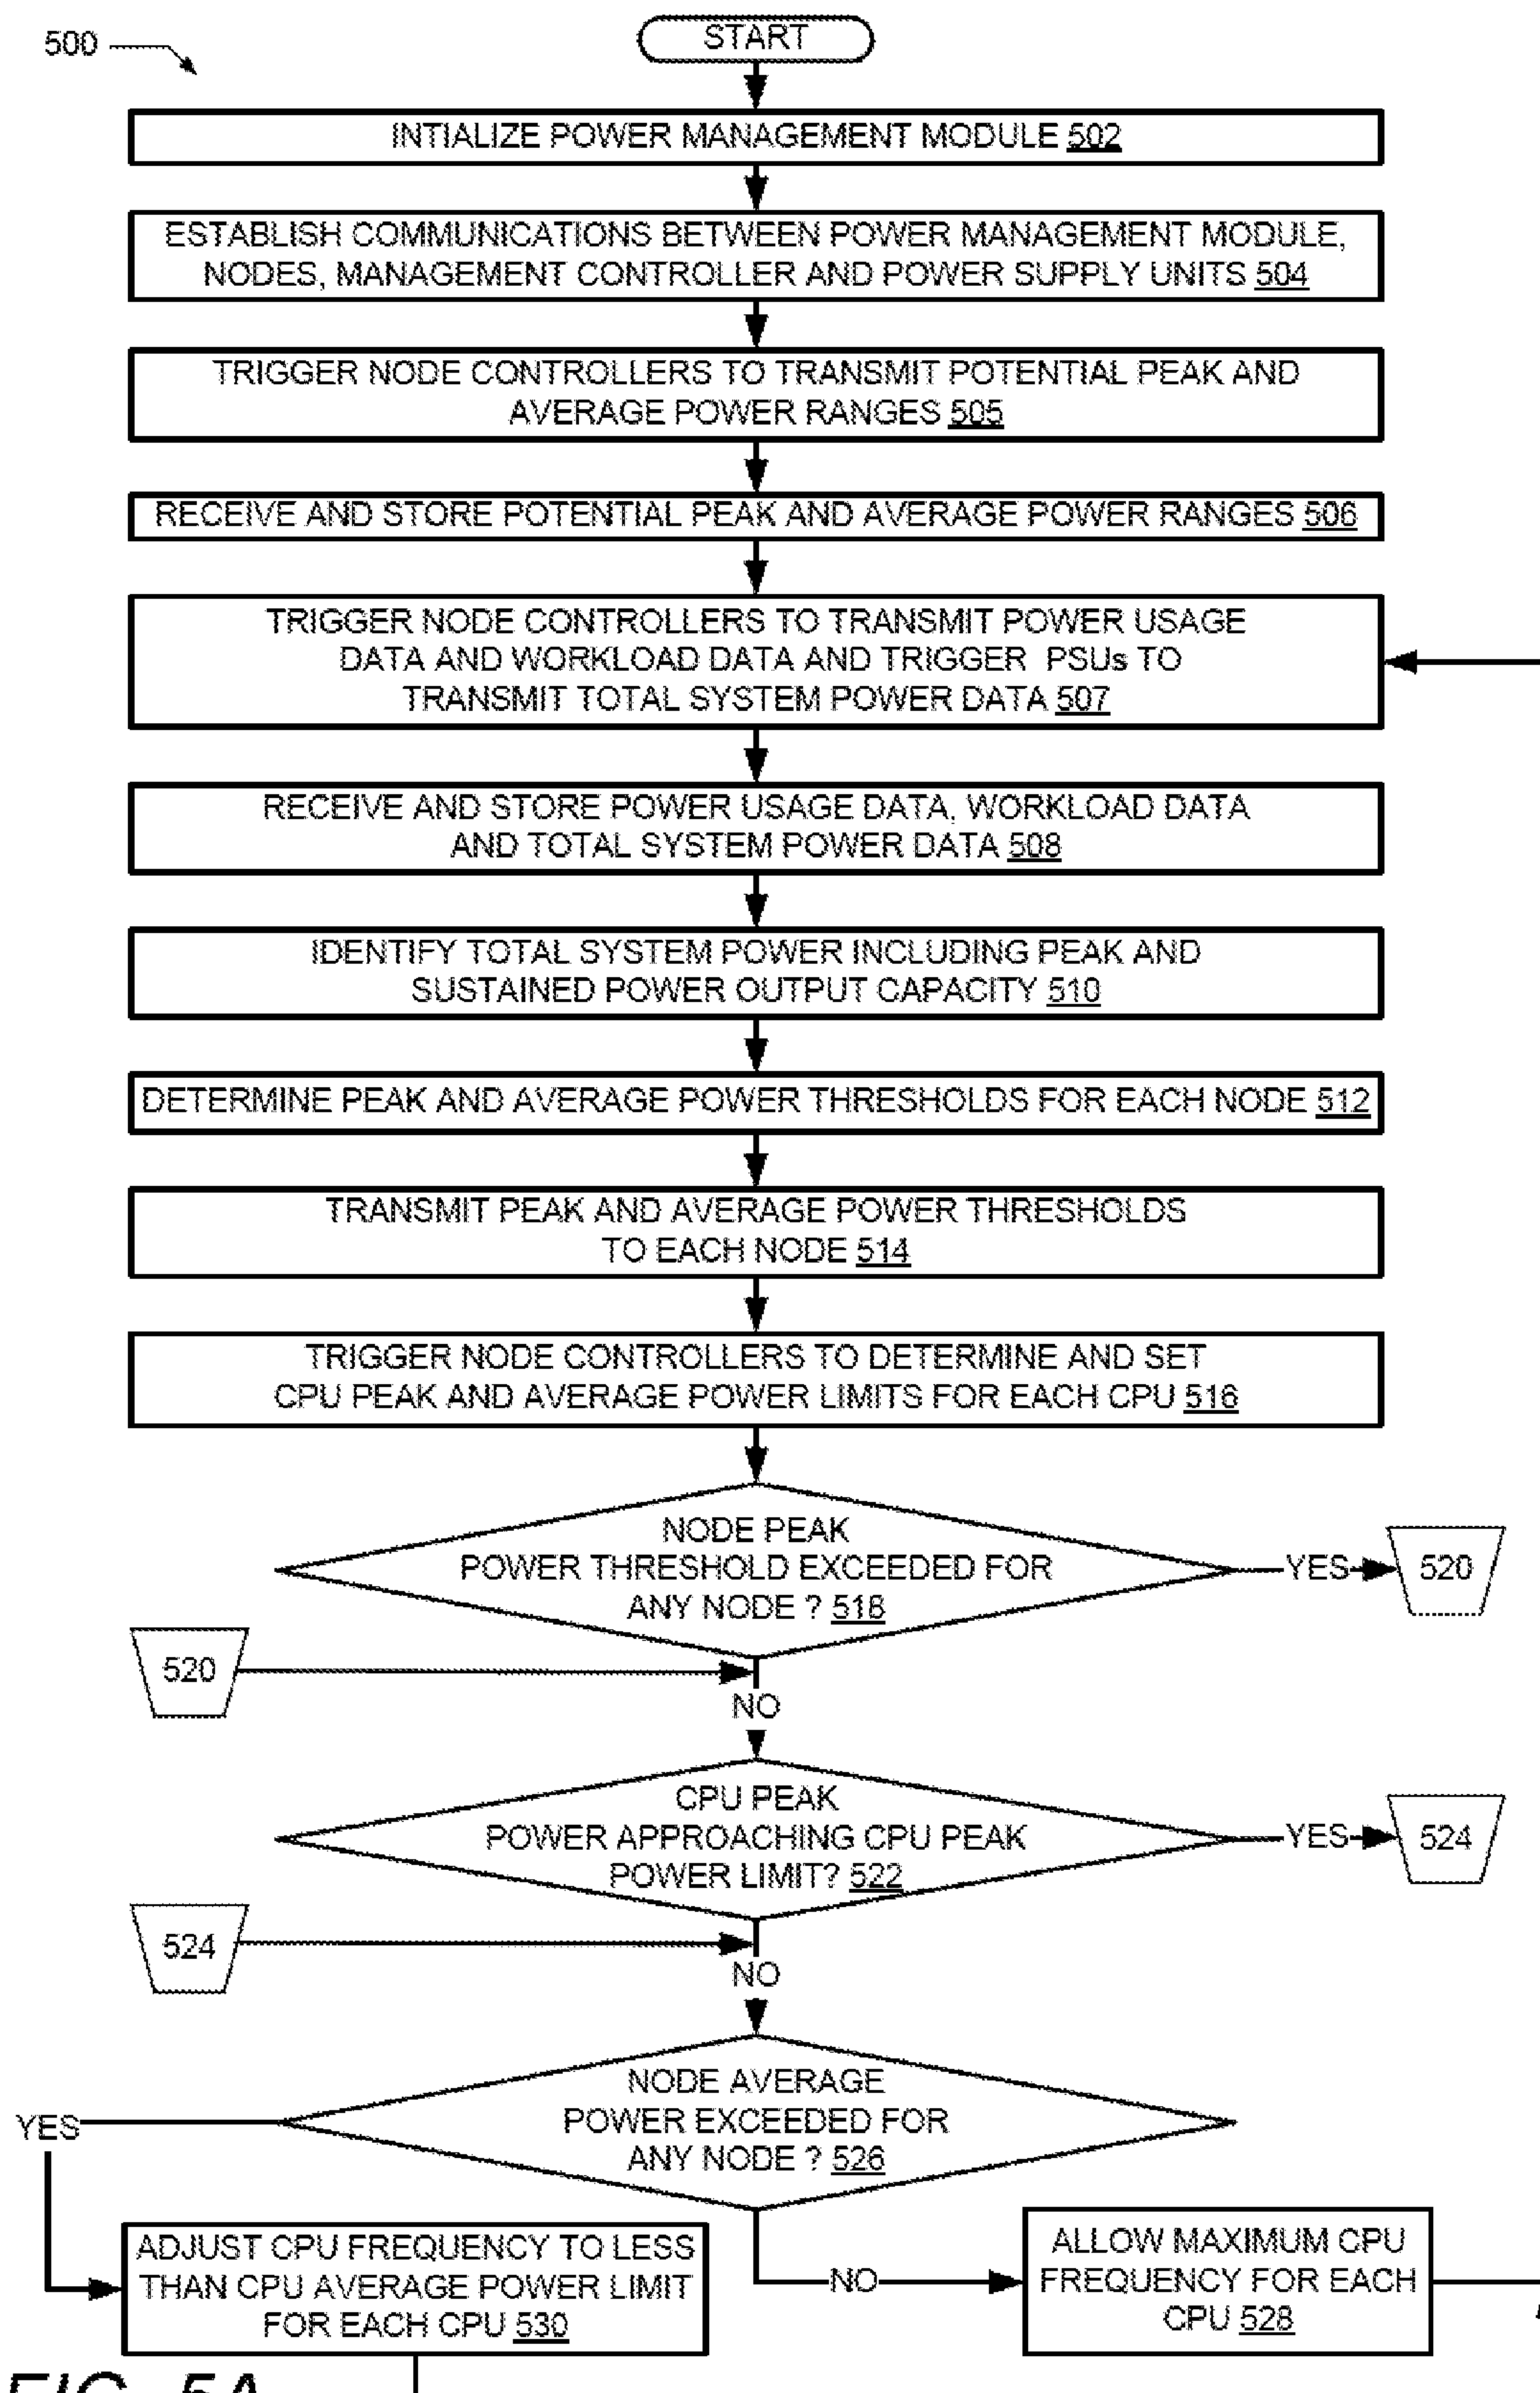 500
START
INTIALIZE POWER MANAGEMENT MODULE 502
ESTABLISH COMMUNICATIONS BETWEEN POWER MANAGEMENT MODULE,
NODES, MANAGEMENT CONTROLLER AND POWER SUPPLY UNITS 504
TRIGGER NODE CONTROLLERS TO TRANSMIT POTENTIAL PEAK AND
AVERAGE POWER RANGES 505
RECEIVE AND STORE POTENTIAL PEAK AND AVERAGE POWER RANGES 506
TRIGGER NODE CONTROLLERS TO TRANSMIT POWER USAGE
DATA AND WORKLOAD DATA AND TRIGGER PSUs TO
TRANSMIT TOTAL SYSTEM POWER DATA 507
RECEIVE AND STORE POWER USAGE DATA, WORKLOAD DATA
AND TOTAL SYSTEM POWER DATA 508
IDENTIFY TOTAL SYSTEM POWER INCLUDING PEAK AND
SUSTAINED POWER OUTPUT CAPACITY 510
DETERMINE PEAK AND AVERAGE POWER THRESHOLDS FOR EACH NODE 512
TRANSMIT PEAK AND AVERAGE POWER THRESHOLDS
TO EACH NODE 514
TRIGGER NODE CONTROLLERS TO DETERMINE AND SET
CPU PEAK AND AVERAGE POWER LIMITS FOR EACH CPU 516
NODE PEAK
POWER THRESHOLD EXCEEDED FOR
ANY NODE ? 518
YES
520
520
NO
CPU PEAK
POWER APPROACHING CPU PEAK
POWER LIMIT? 522
YES
524
524
NO
NODE AVERAGE
POWER EXCEEDED FOR
ANY NODE ? 526
YES
ADJUST CPU FREQUENCY TO LESS
THAN CPU AVERAGE POWER LIMIT
FOR EACH CPU 530
NO
ALLOW MAXIMUM CPU
FREQUENCY FOR EACH
CPU 528
FIG. 5A